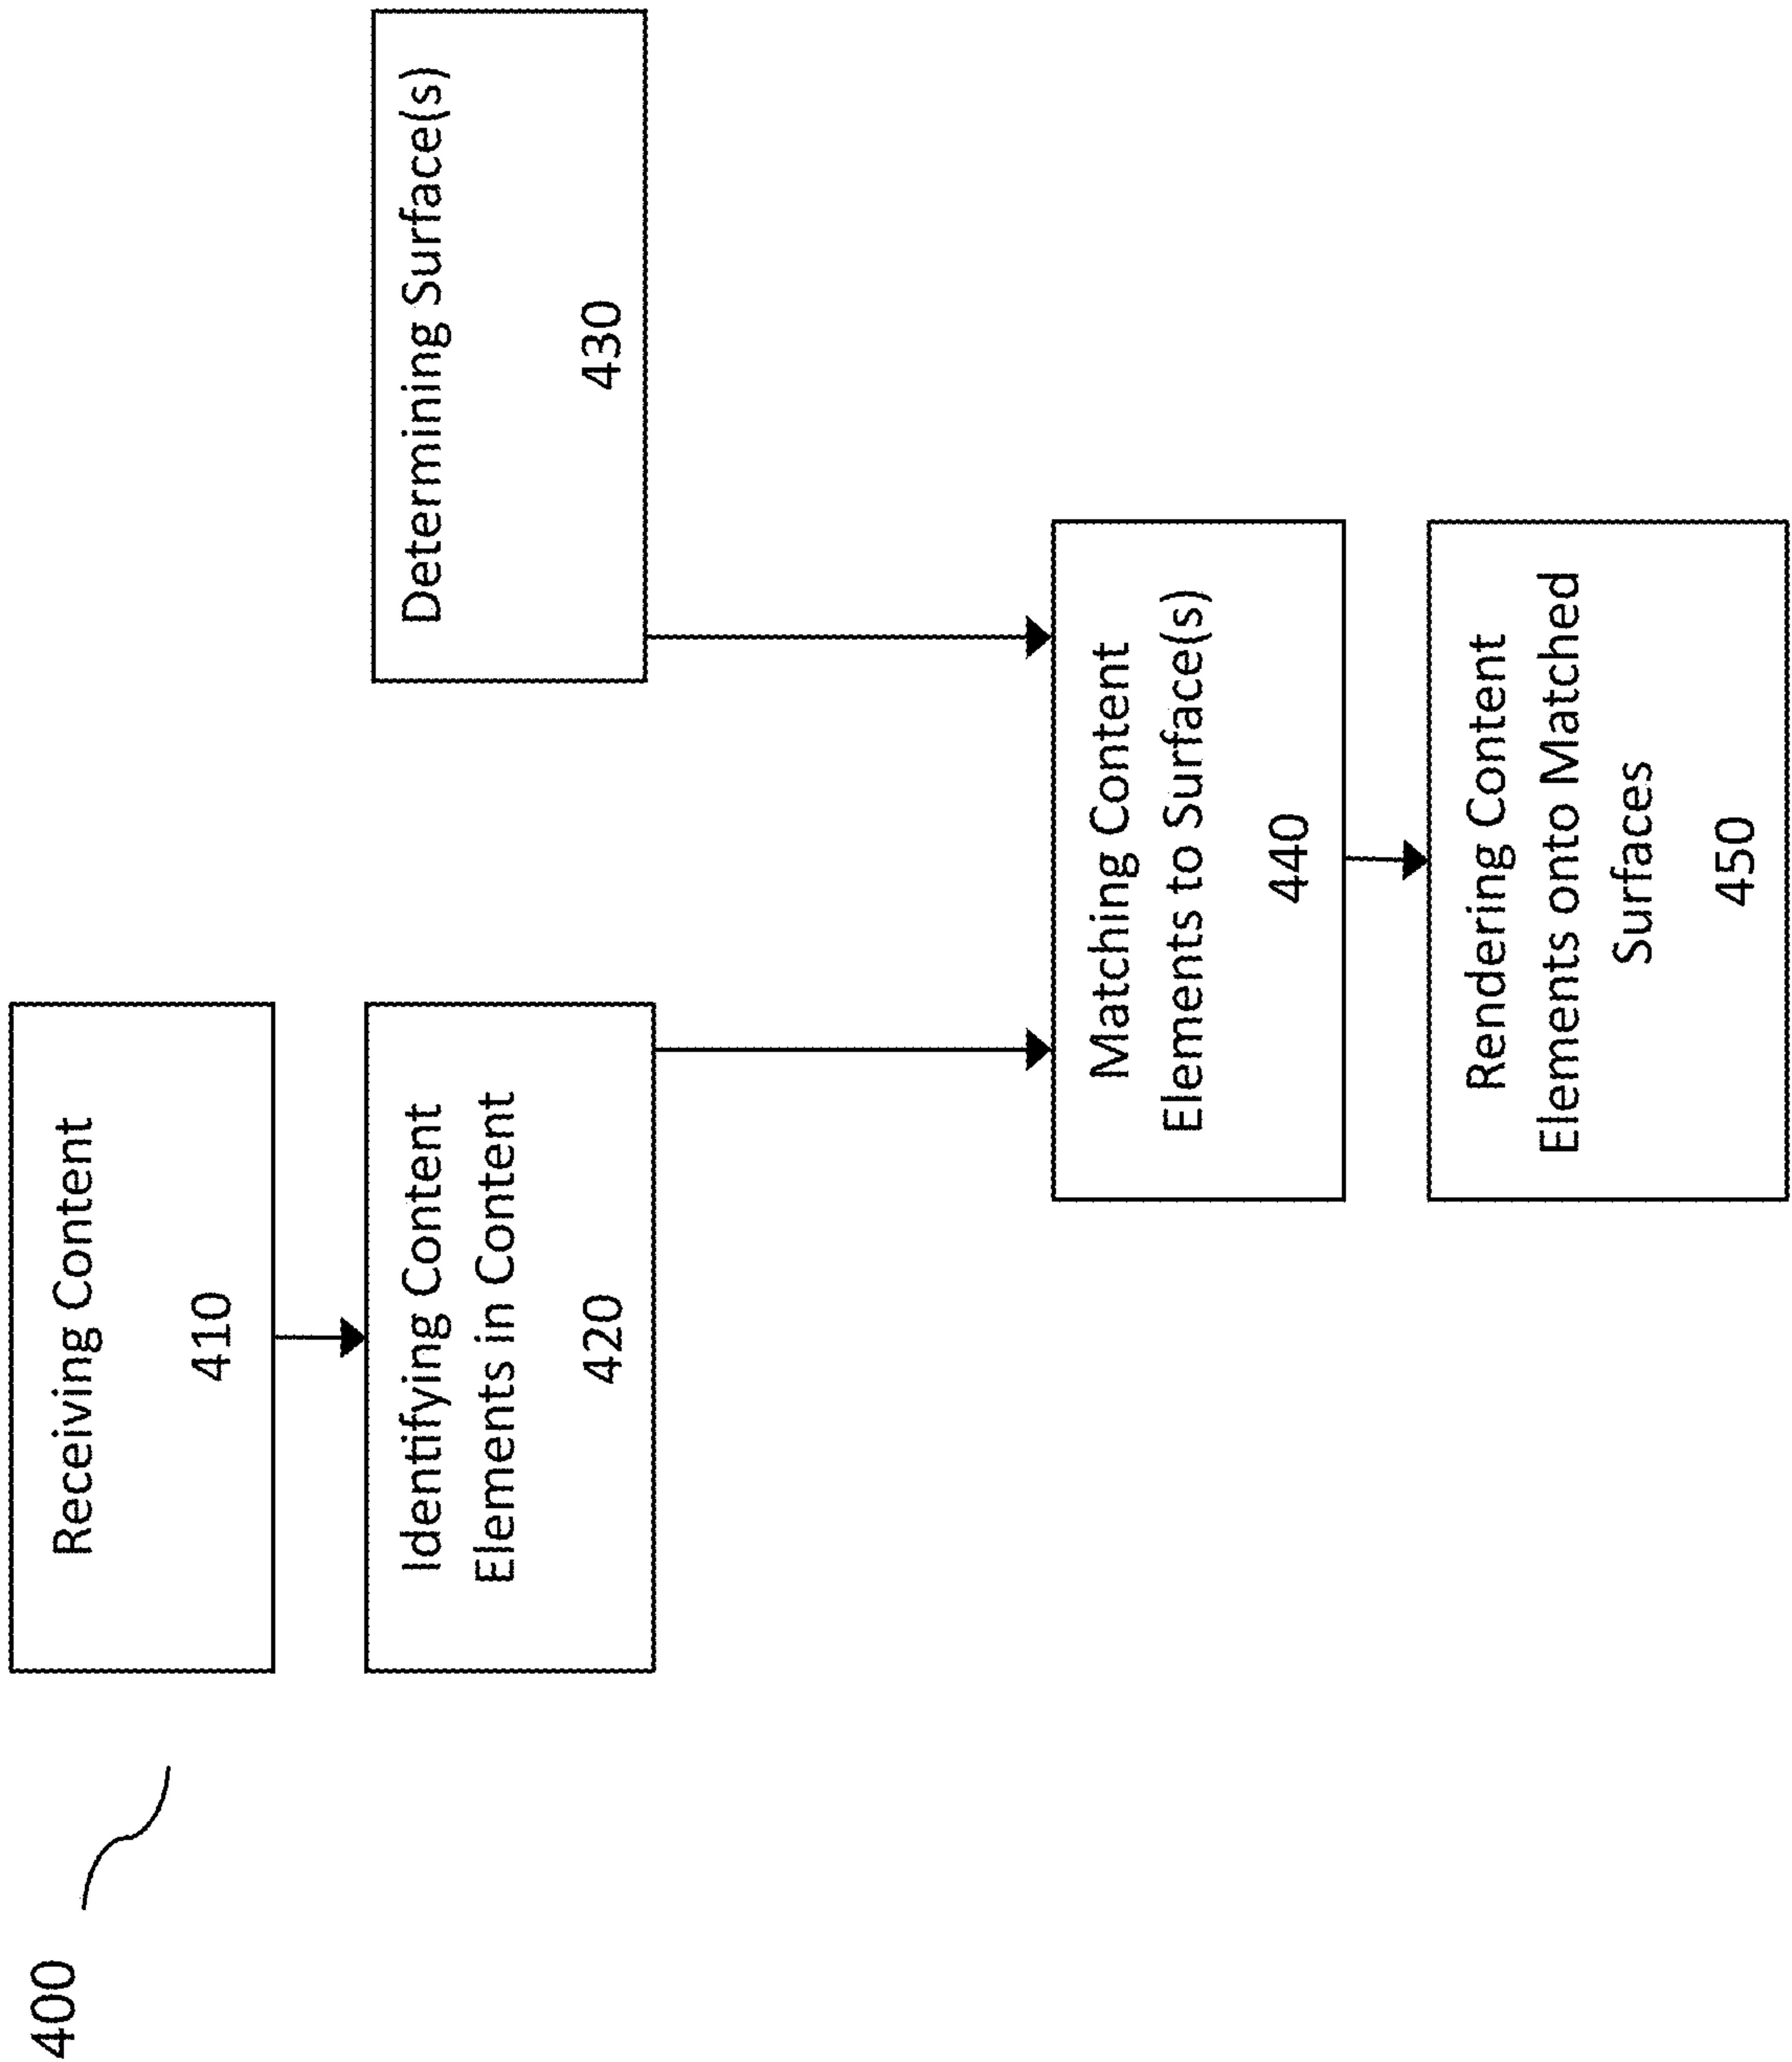 400
Receiving Content
410
Identifying Content
Elements in Content
420
Determining Surface(s)
430
Matching Content
Elements to Surface(s)
440
Rendering Content
Elements onto Matched
Surfaces
450